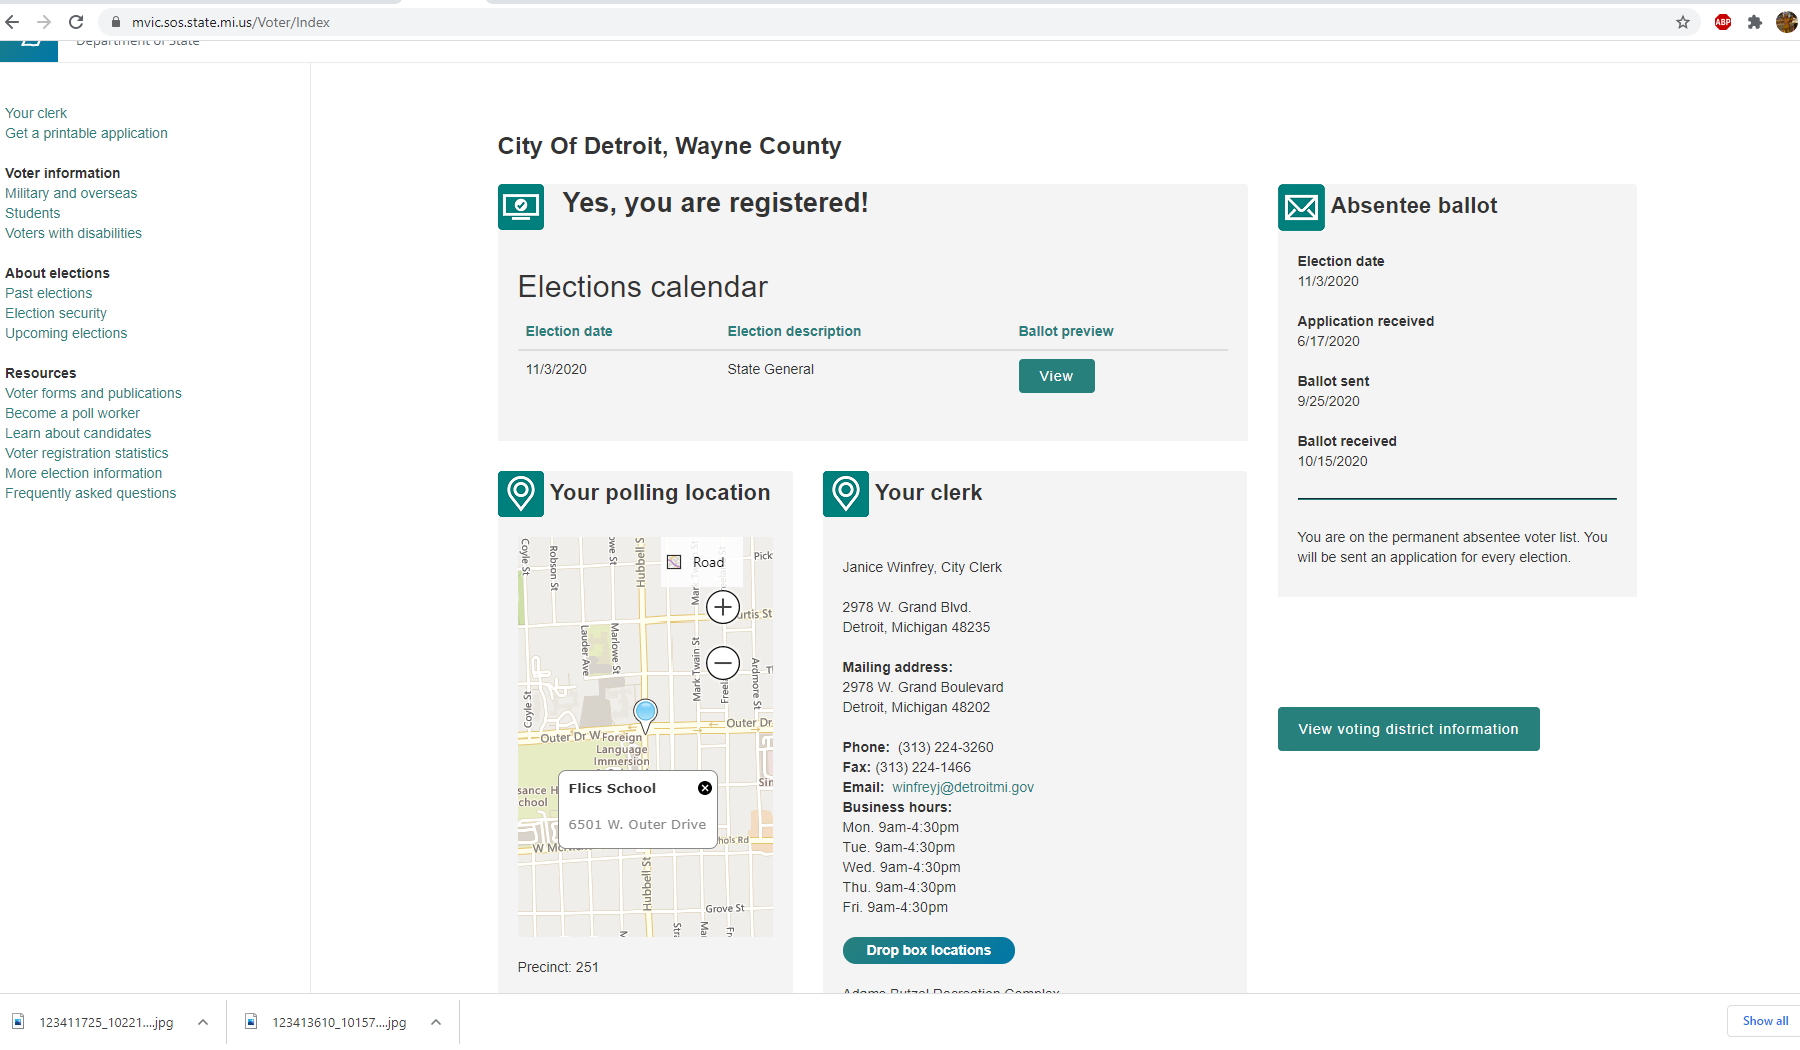 mvic.sos.state.mi.us/Voter/Index
ABP
Department of State
Your clerk
Get a printable application
Voter information
Military and overseas
Students
Voters with disabilities
About elections
Past elections
Election security
Upcoming elections
Resources
Voter forms and publications
Become a poll worker
Learn about candidates
Voter registration statistics
More election information
Frequently asked questions
City Of Detroit, Wayne County
Yes, you are registered!
Elections calendar
Election date Election description Ballot preview
11/3/2020 State General View
Absentee ballot
Election date
11/3/2020
Application received
6/17/2020
Ballot sent
9/25/2020
Ballot received
10/15/2020
You are on the permanent absentee voter list. You
will be sent an application for every election.
View voting district information
Your polling location
Road
Coyle St
Robson St
Hubbell S
Pick
urtis St
Lauder Ave
Marlowe St
Mark Twain St
Ardmore St
Coyle St
Outer Dr W
Outer Dr
Foreign
Language
Immersion
Flics School
6501 W. Outer Drive
chool
hols Rd
Hubbell St
Grove St
Precinct: 251
Your clerk
Janice Winfrey, City Clerk
2978 W. Grand Blvd.
Detroit, Michigan 48235
Mailing address:
2978 W. Grand Boulevard
Detroit, Michigan 48202
Phone: (313) 224-3260
Fax: (313) 224-1466
Email: winfreyj@detroitmi.gov
Business hours:
Mon. 9am-4:30pm
Tue. 9am-4:30pm
Wed. 9am-4:30pm
Thu. 9am-4:30pm
Fri. 9am-4:30pm
Drop box locations
Adams Butzel Recreation Complex
123411725_10221....jpg
123413610_10157....jpg
Show all